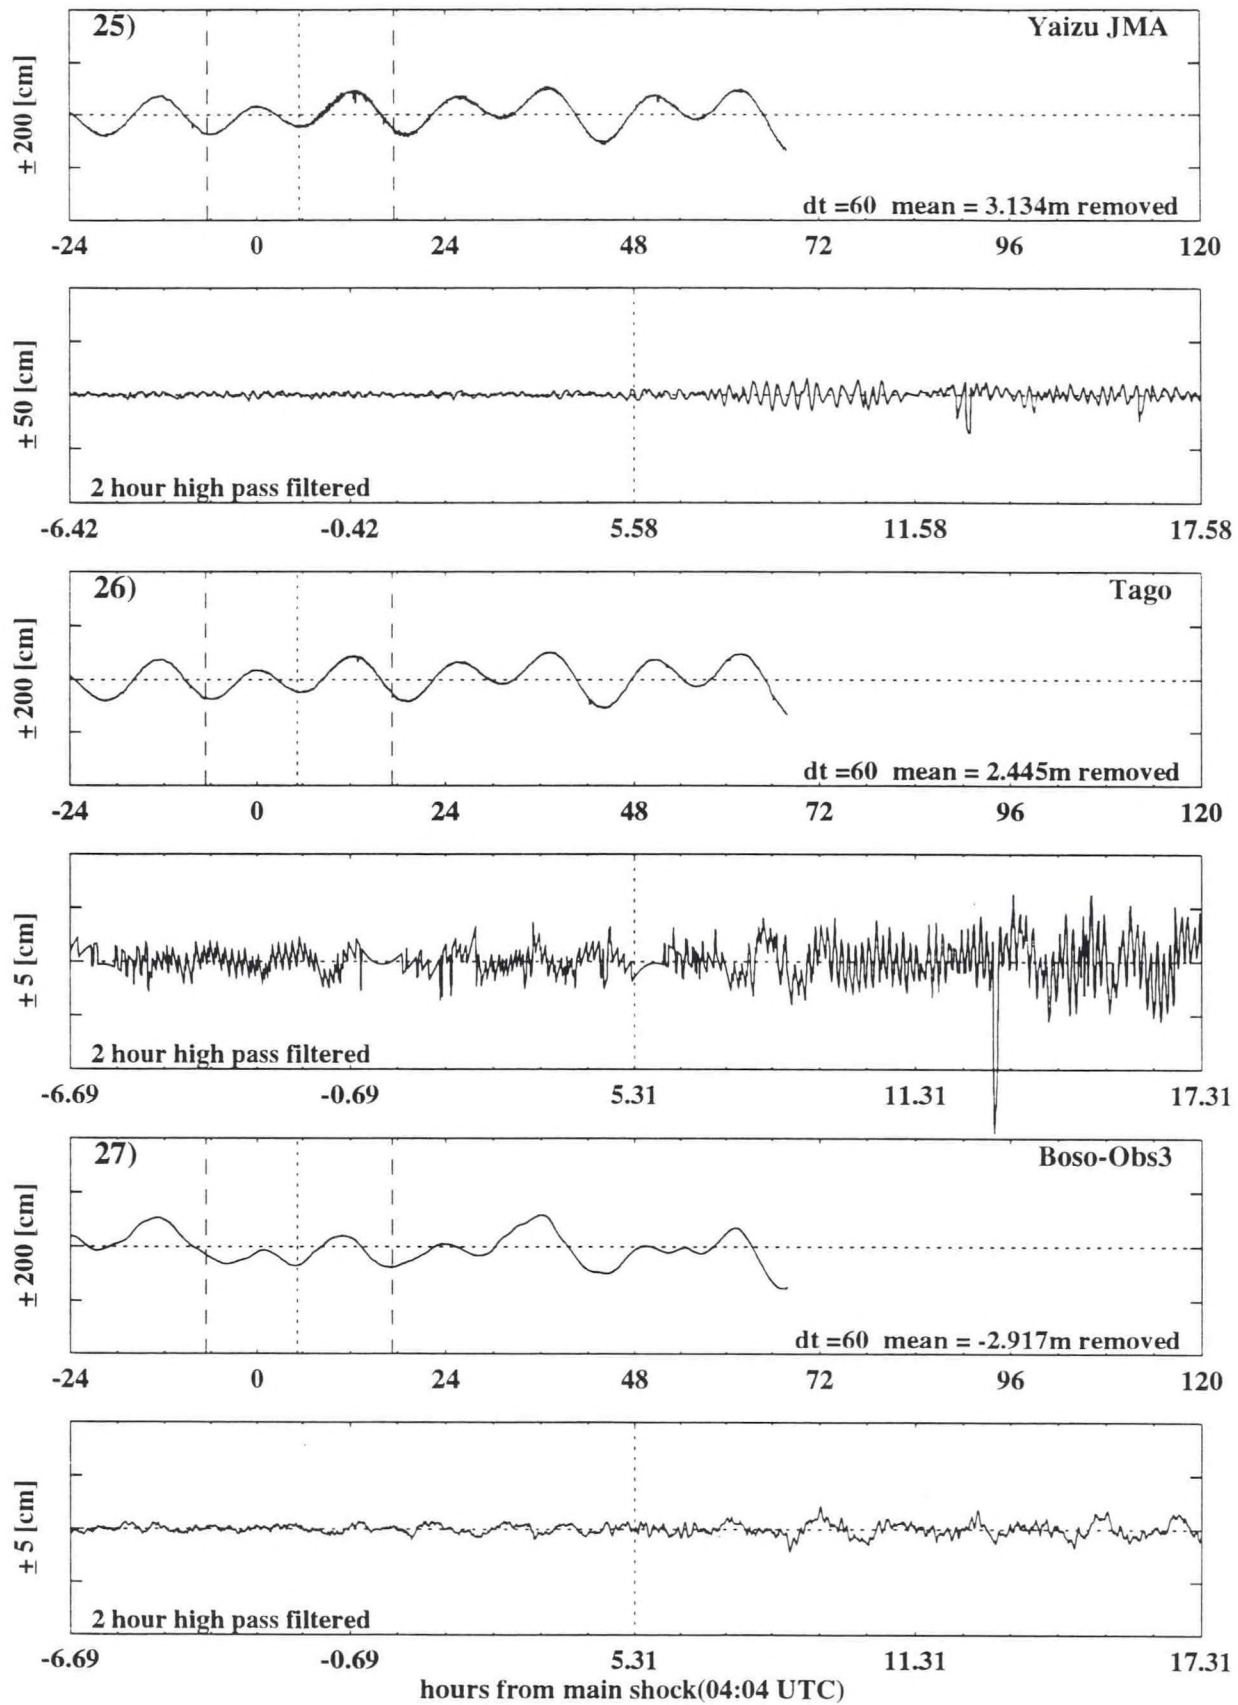 25) Yaizu JMA
± 200 [cm]
dt =60 mean = 3.134m removed
-24 0 24 48 72 96 120
± 50 [cm]
2 hour high pass filtered
-6.42 -0.42 5.58 11.58 17.58
26) Tago
± 200 [cm]
dt =60 mean = 2.445m removed
-24 0 24 48 72 96 120
± 5 [cm]
2 hour high pass filtered
-6.69 -0.69 5.31 11.31 17.31
27) Boso-Obs3
± 200 [cm]
dt =60 mean = -2.917m removed
-24 0 24 48 72 96 120
± 5 [cm]
2 hour high pass filtered
-6.69 -0.69 5.31 11.31 17.31
hours from main shock(04:04 UTC)